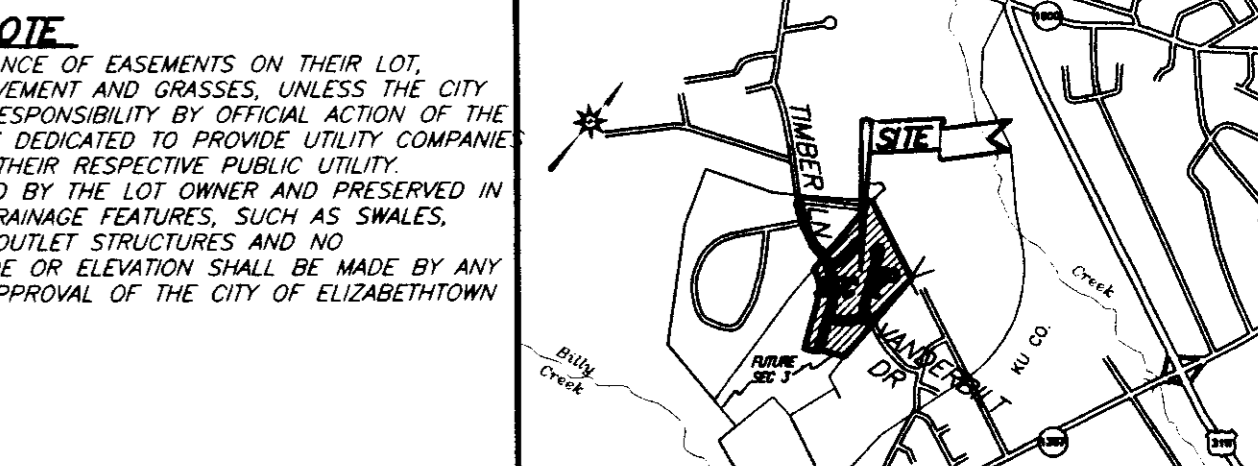 OTE
NCE OF EASEMENTS ON THEIR LOT,
VEMENT AND GRASSES, UNLESS THE CITY
ESPONSIBILITY BY OFFICIAL ACTION OF THE
DEDICATED TO PROVIDE UTILITY COMPANIES
THEIR RESPECTIVE PUBLIC UTILITY.
D BY THE LOT OWNER AND PRESERVED IN
RAINAGE FEATURES, SUCH AS SWALES,
OUTLET STRUCTURES AND NO
DE OR ELEVATION SHALL BE MADE BY ANY
PPROVAL OF THE CITY OF ELIZABETHTOWN
TIMBER LN
SITE
Creek
Billy
Creek
FUTURE
SEC 3
VANDERBILT
DR
KU CO.
31W